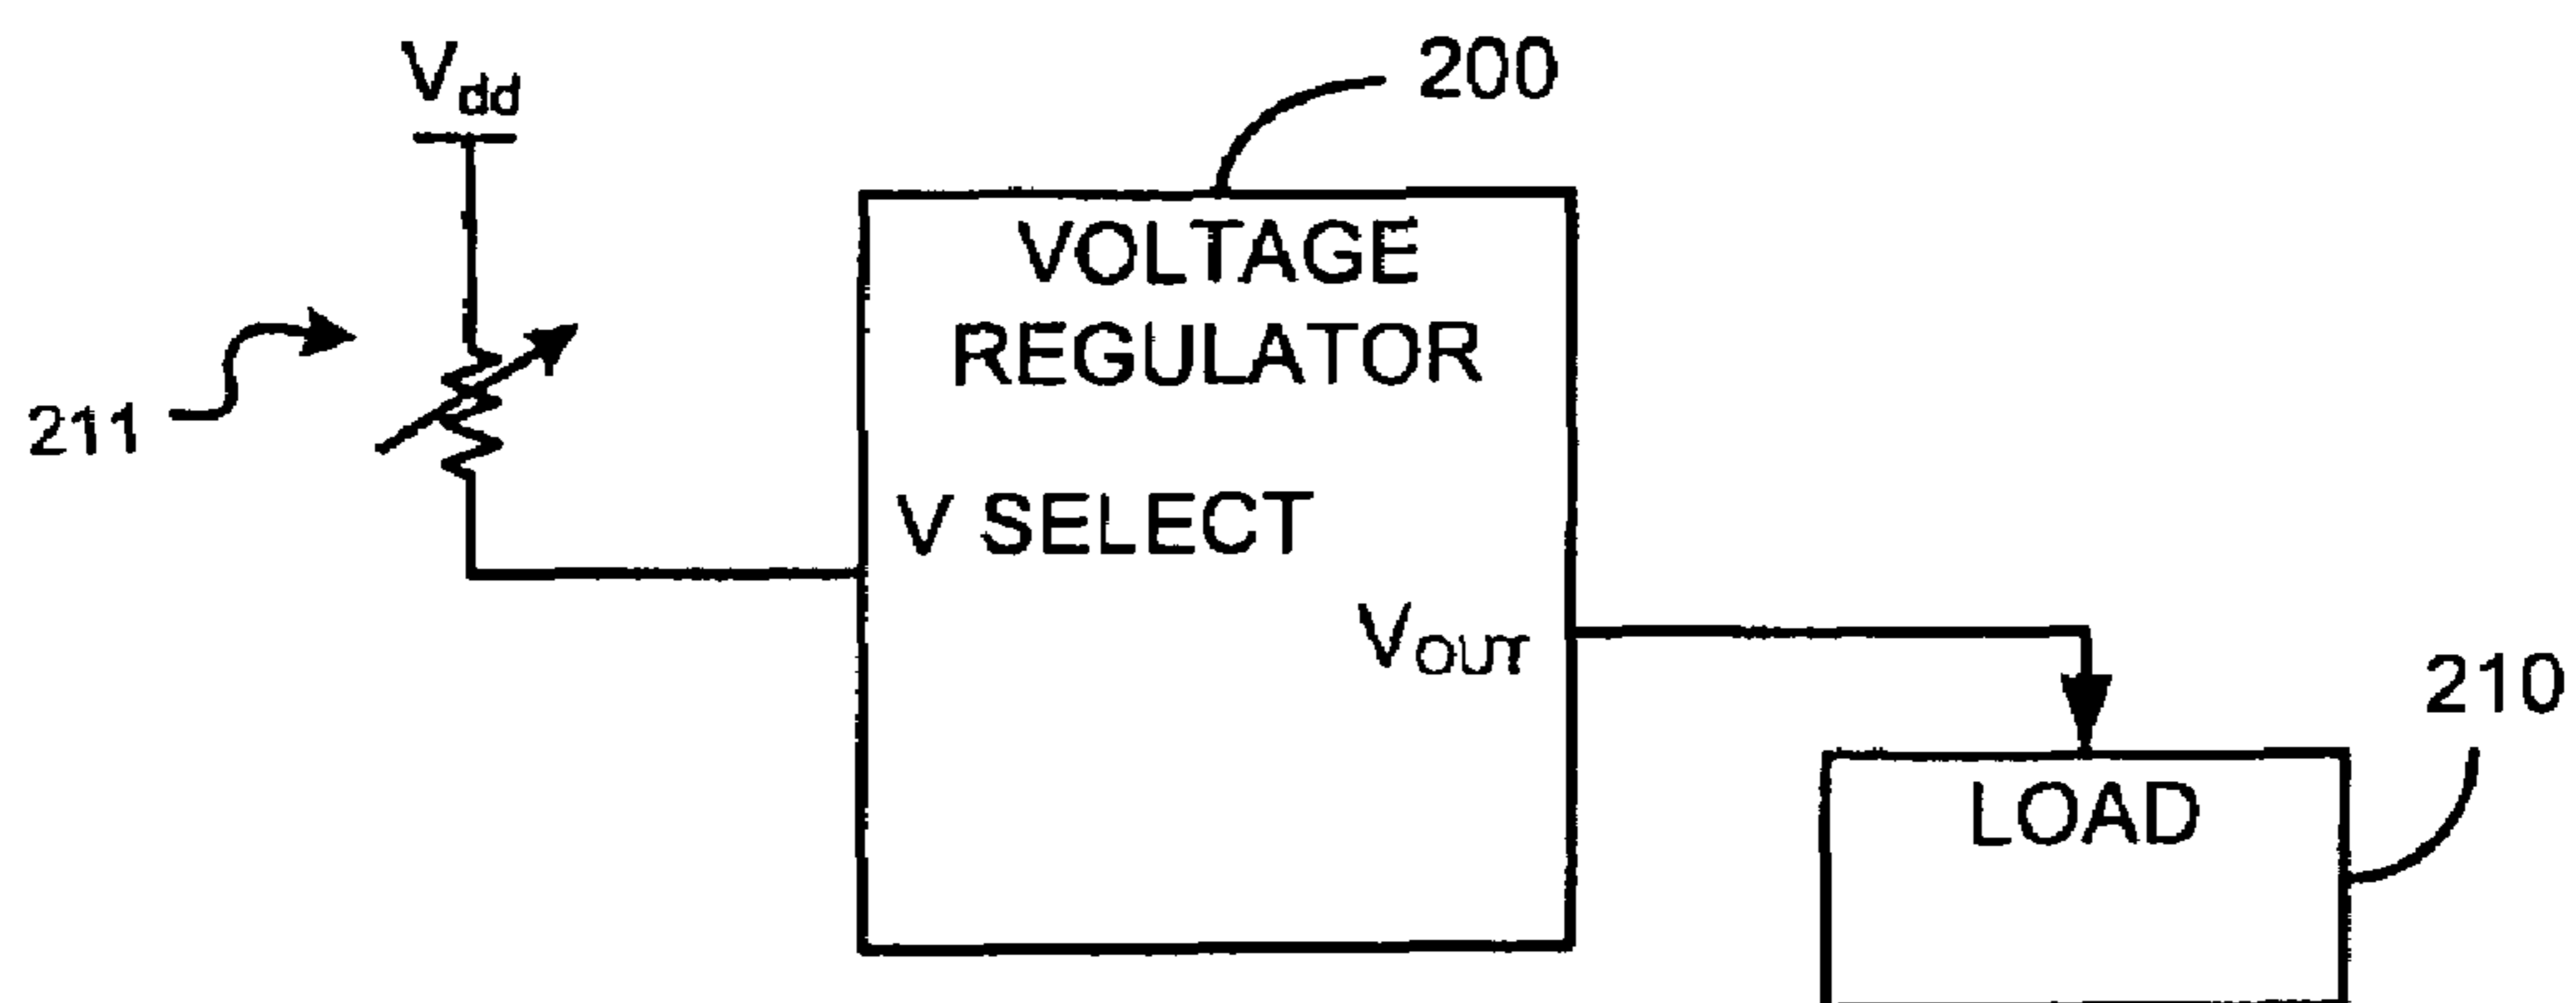 Vdd
200
VOLTAGE
REGULATOR
211
V SELECT
VOUT
210
LOAD